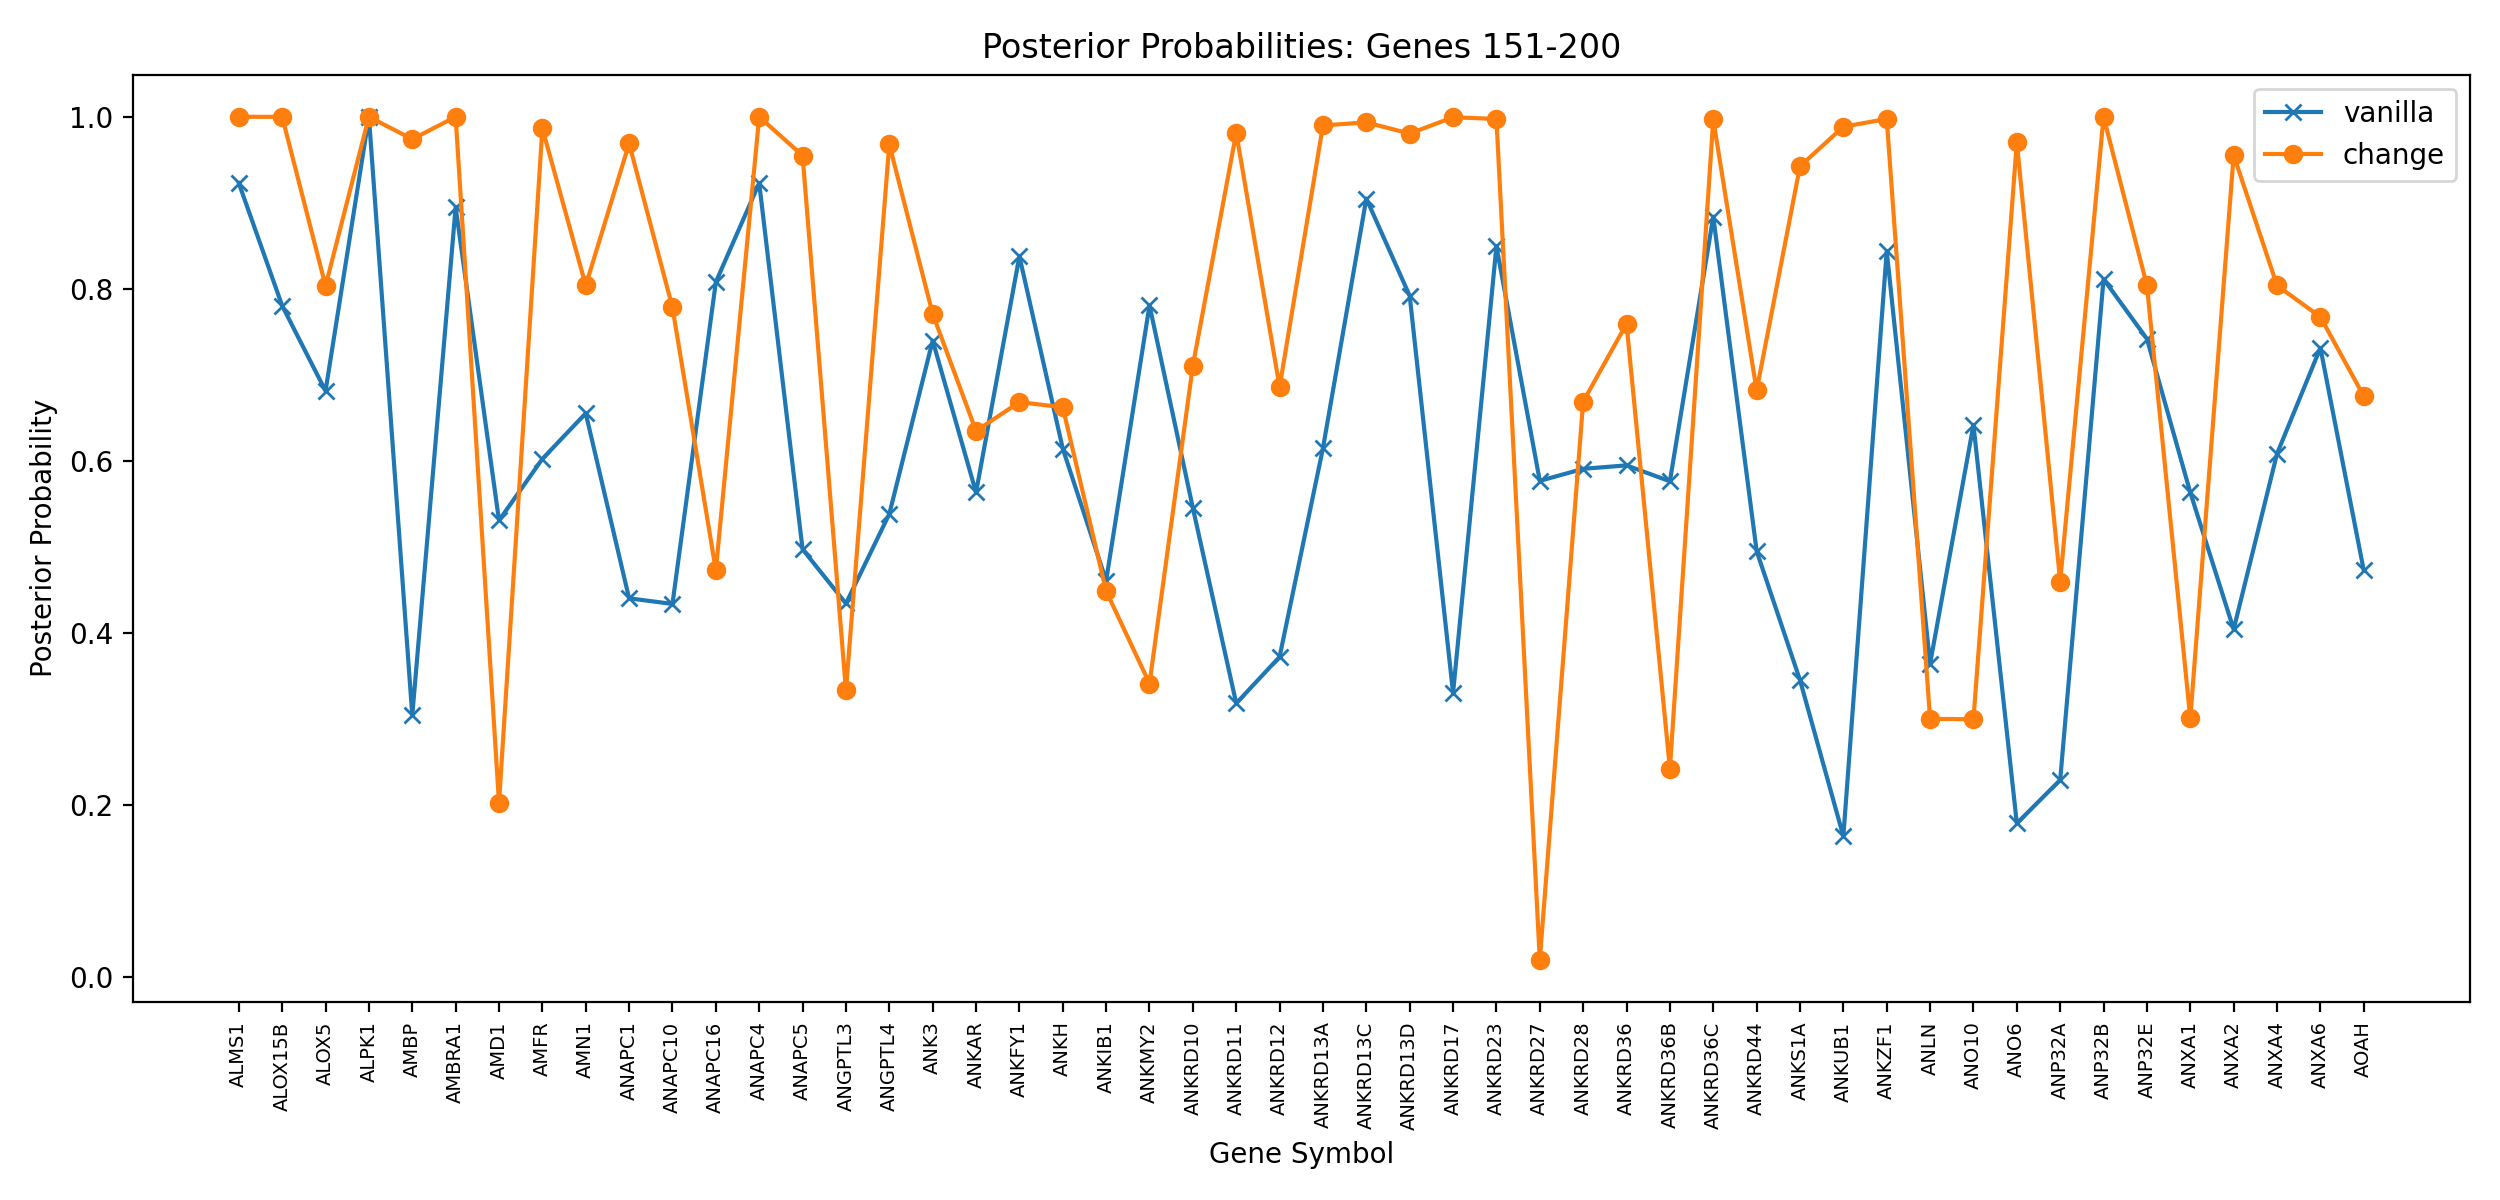 Posterior Probabilities: Genes 151-200
vanilla
change
Posterior Probability
1.0
0.8
0.6
0.4
0.2
0.0
ALMS1
ALOX15B
ALOX5
ALPK1
AMBP
AMBRA1
AMD1
AMFR
AMN1
ANAPC1
ANAPC10
ANAPC16
ANAPC4
ANAPC5
ANGPTL3
ANGPTL4
ANK3
ANKAR
ANKFY1
ANKH
ANKIB1
ANKMY2
ANKRD10
ANKRD11
ANKRD12
ANKRD13A
ANKRD13C
ANKRD13D
ANKRD17
ANKRD23
ANKRD27
ANKRD28
ANKRD36
ANKRD36B
ANKRD36C
ANKRD44
ANKS1A
ANKUB1
ANKZF1
ANLN
ANO10
ANO6
ANP32A
ANP32B
ANP32E
ANXA1
ANXA2
ANXA4
ANXA6
AOAH
Gene Symbol